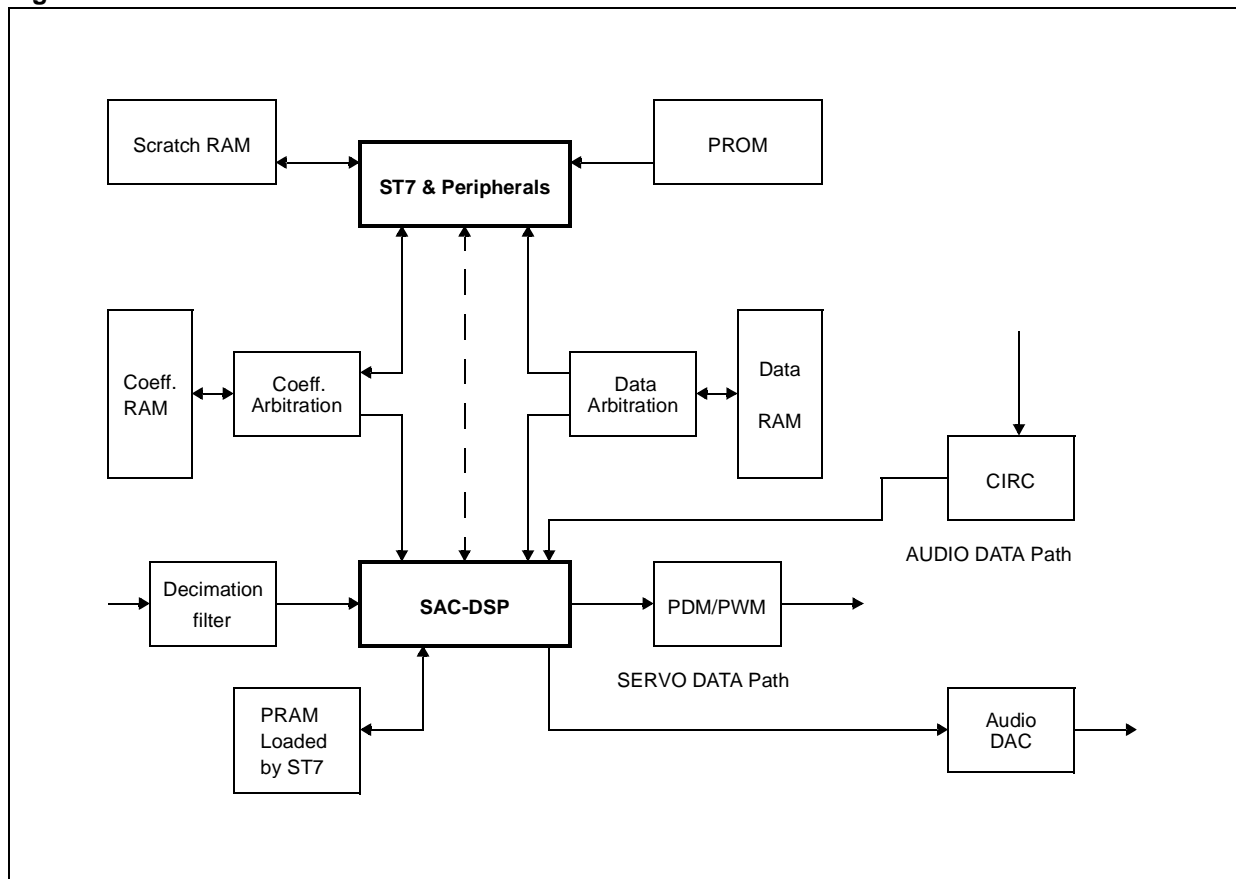 Scratch RAM
PROM
ST7 & Peripherals
Coeff.
RAM
Coeff.
Arbitration
Data
Arbitration
Data
RAM
CIRC
AUDIO DATA Path
Decimation
filter
SAC-DSP
PDM/PWM
SERVO DATA Path
PRAM
Loaded
by ST7
Audio
DAC